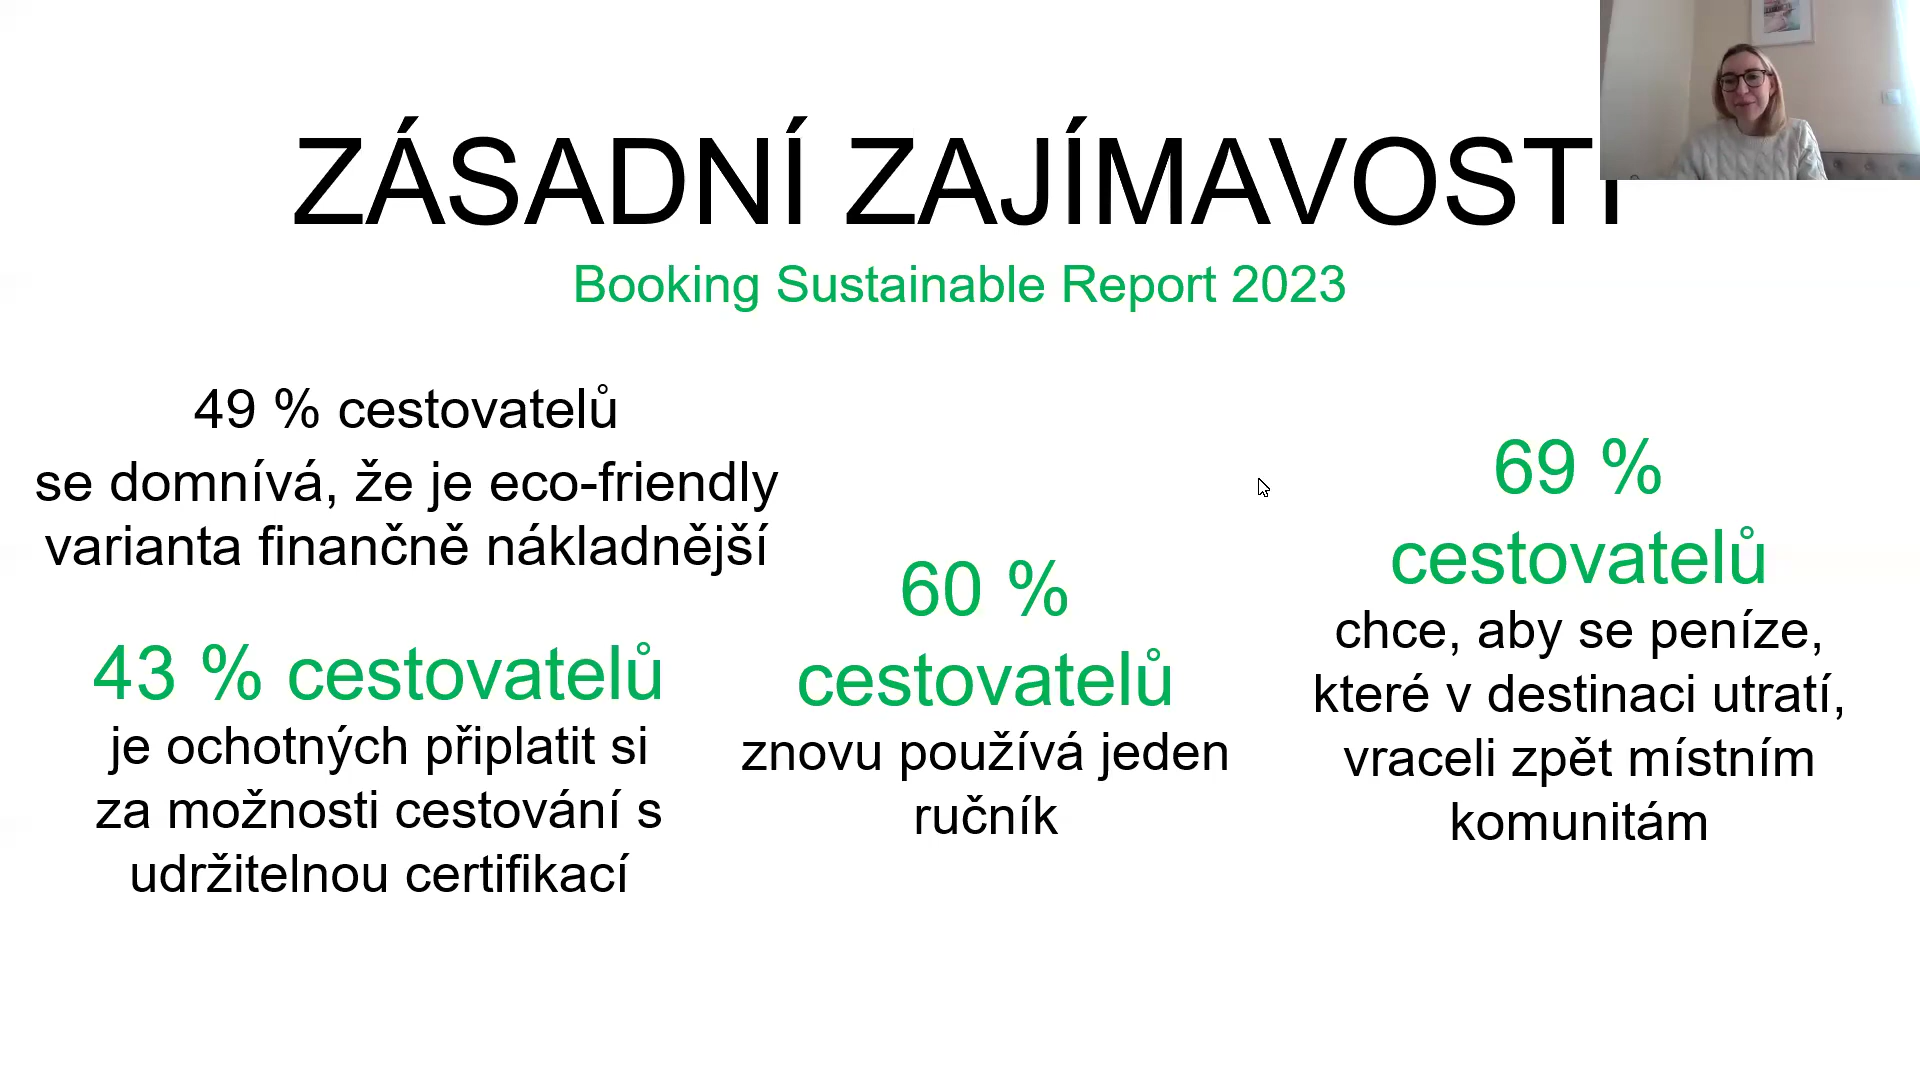 ZÁSADNÍ ZAJÍMAVOSTI
Booking Sustainable Report 2023
49 % cestovatelů
se domnívá, že je eco-friendly
varianta finančně nákladnější
43 % cestovatelů
je ochotných připlatit si
za možnosti cestování s
udržitelnou certifikací
60 %
cestovatelů
znovu používá jeden
ručník
69 %
cestovatelů
chce, aby se peníze,
které v destinaci utratí,
vraceli zpět místním
komunitám